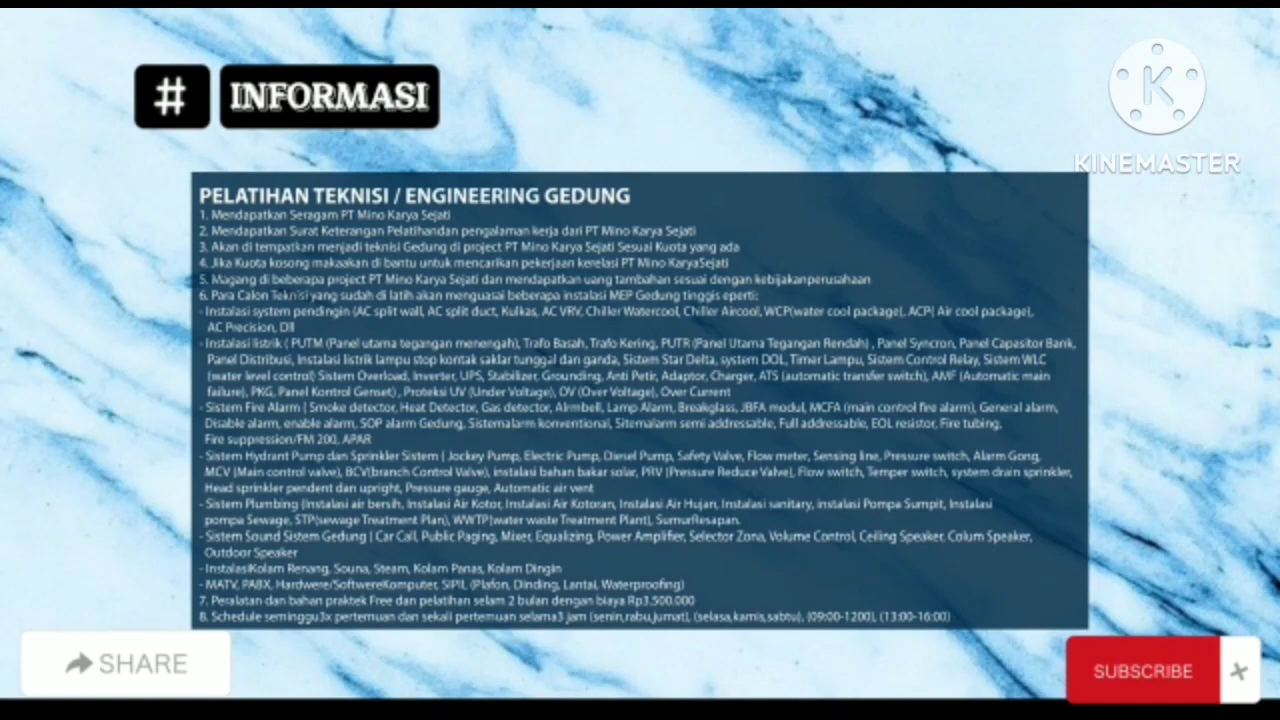 # INFORMASI
K
KINEMASTER
PELATIHAN TEKNISI / ENGINEERING GEDUNG
1. Mendapatkan Seragam PT Mino Karya Sejati
2. Mendapatkan Surat Keterangan Pelatihandan pengalaman kerja dari PT Mino Karya Sejati
3. Akan di tempatkan menjadi teknisi Gedung di project PT Mino Karya Sejati Sesuai Kuota yang ada
4. Jika Kuota kosong makaakan di bantu untuk mencarikan pekerjaan kerelasi PT Mino KaryaSejati
5. Magang di beberapa project PT Mino Karya Sejati dan mendapatkan uang tambahan sesuai dengan kebijakanperusahaan
6. Para Calon Teknisi yang sudah di latih akan menguasai beberapa instalasi MEP Gedung tinggis eperti:
- Instalasi system pendingin (AC split wall, AC split duct, Kulkas, AC VRV, Chiller Watercool, Chiller Aircool, WCP(water cool package), ACP( Air cool package),
AC Precision, Dll
- Instalasi listrik ( PUTM (Panel utama tegangan menengah), Trafo Basah, Trafo Kering, PUTR (Panel Utama Tegangan Rendah) , Panel Syncron, Panel Capasitor Bank,
Panel Distribusi, Instalasi listrik lampu stop kontak saklar tunggal dan ganda, Sistem Star Delta, system DOL, Timer Lampu, Sistem Control Relay, Sistem WLC
(water level control) Sistem Overload, Inverter, UPS, Stabilizer, Grounding, Anti Petir, Adaptor, Charger, ATS (automatic transfer switch), AMF (Automatic main
failure), PKG, Panel Kontrol Genset) , Proteksi UV (Under Voltage), OV (Over Voltage), Over Current
- Sistem Fire Alarm | Smoke detector, Heat Detector, Gas detector, Alrmbell, Lamp Alarm, Breakglass, JBFA modul, MCFA (main control fire alarm), General alarm,
Disable alarm, enable alarm, SOP alarm Gedung, Sistemalarm konventional, Sitemalarm semi addressable, Full addressable, EOL resistor, Fire tubing,
Fire suppression/FM 200, APAR
- Sistem Hydrant Pump dan Sprinkler Sistem | Jockey Pump, Electric Pump, Diesel Pump, Safety Valve, Flow meter, Sensing line, Pressure switch, Alarm Gong,
MCV (Main control valve), BCV(branch Control Valve), instalasi bahan bakar solar, PRV (Pressure Reduce Valve), Flow switch, Temper switch, system drain sprinkler,
Head sprinkler pendent dan upright, Pressure gauge, Automatic air vent
- Sistem Plumbing (Instalasi air bersih, Instalasi Air Kotor, Instalasi Air Kotoran, Instalasi Air Hujan, Instalasi sanitary, instalasi Pompa Sumpit, Instalasi
pompa Sewage, STP(sewage Treatment Plan), WWTP(water waste Treatment Plant), SumurResapan.
- Sistem Sound Sistem Gedung | Car Call, Public Paging, Mixer, Equalizing, Power Amplifier, Selector Zona, Volume Control, Ceiling Speaker, Colum Speaker,
Outdoor Speaker
- InstalasiKolam Renang, Souna, Steam, Kolam Panas, Kolam Dingin
- MATV, PABX, Hardwere/SoftwereKomputer, SIPIL (Plafon, Dinding, Lantai, Waterproofing)
7. Peralatan dan bahan praktek Free dan pelatihan selam 2 bulan dengan biaya Rp3.500.000
8. Schedule seminggu3x pertemuan dan sekali pertemuan selama3 jam (senin,rabu,jumat), (selasa,kamis,sabtu), (09:00-1200), (13:00-16:00)
SHARE
SUBSCRIBE